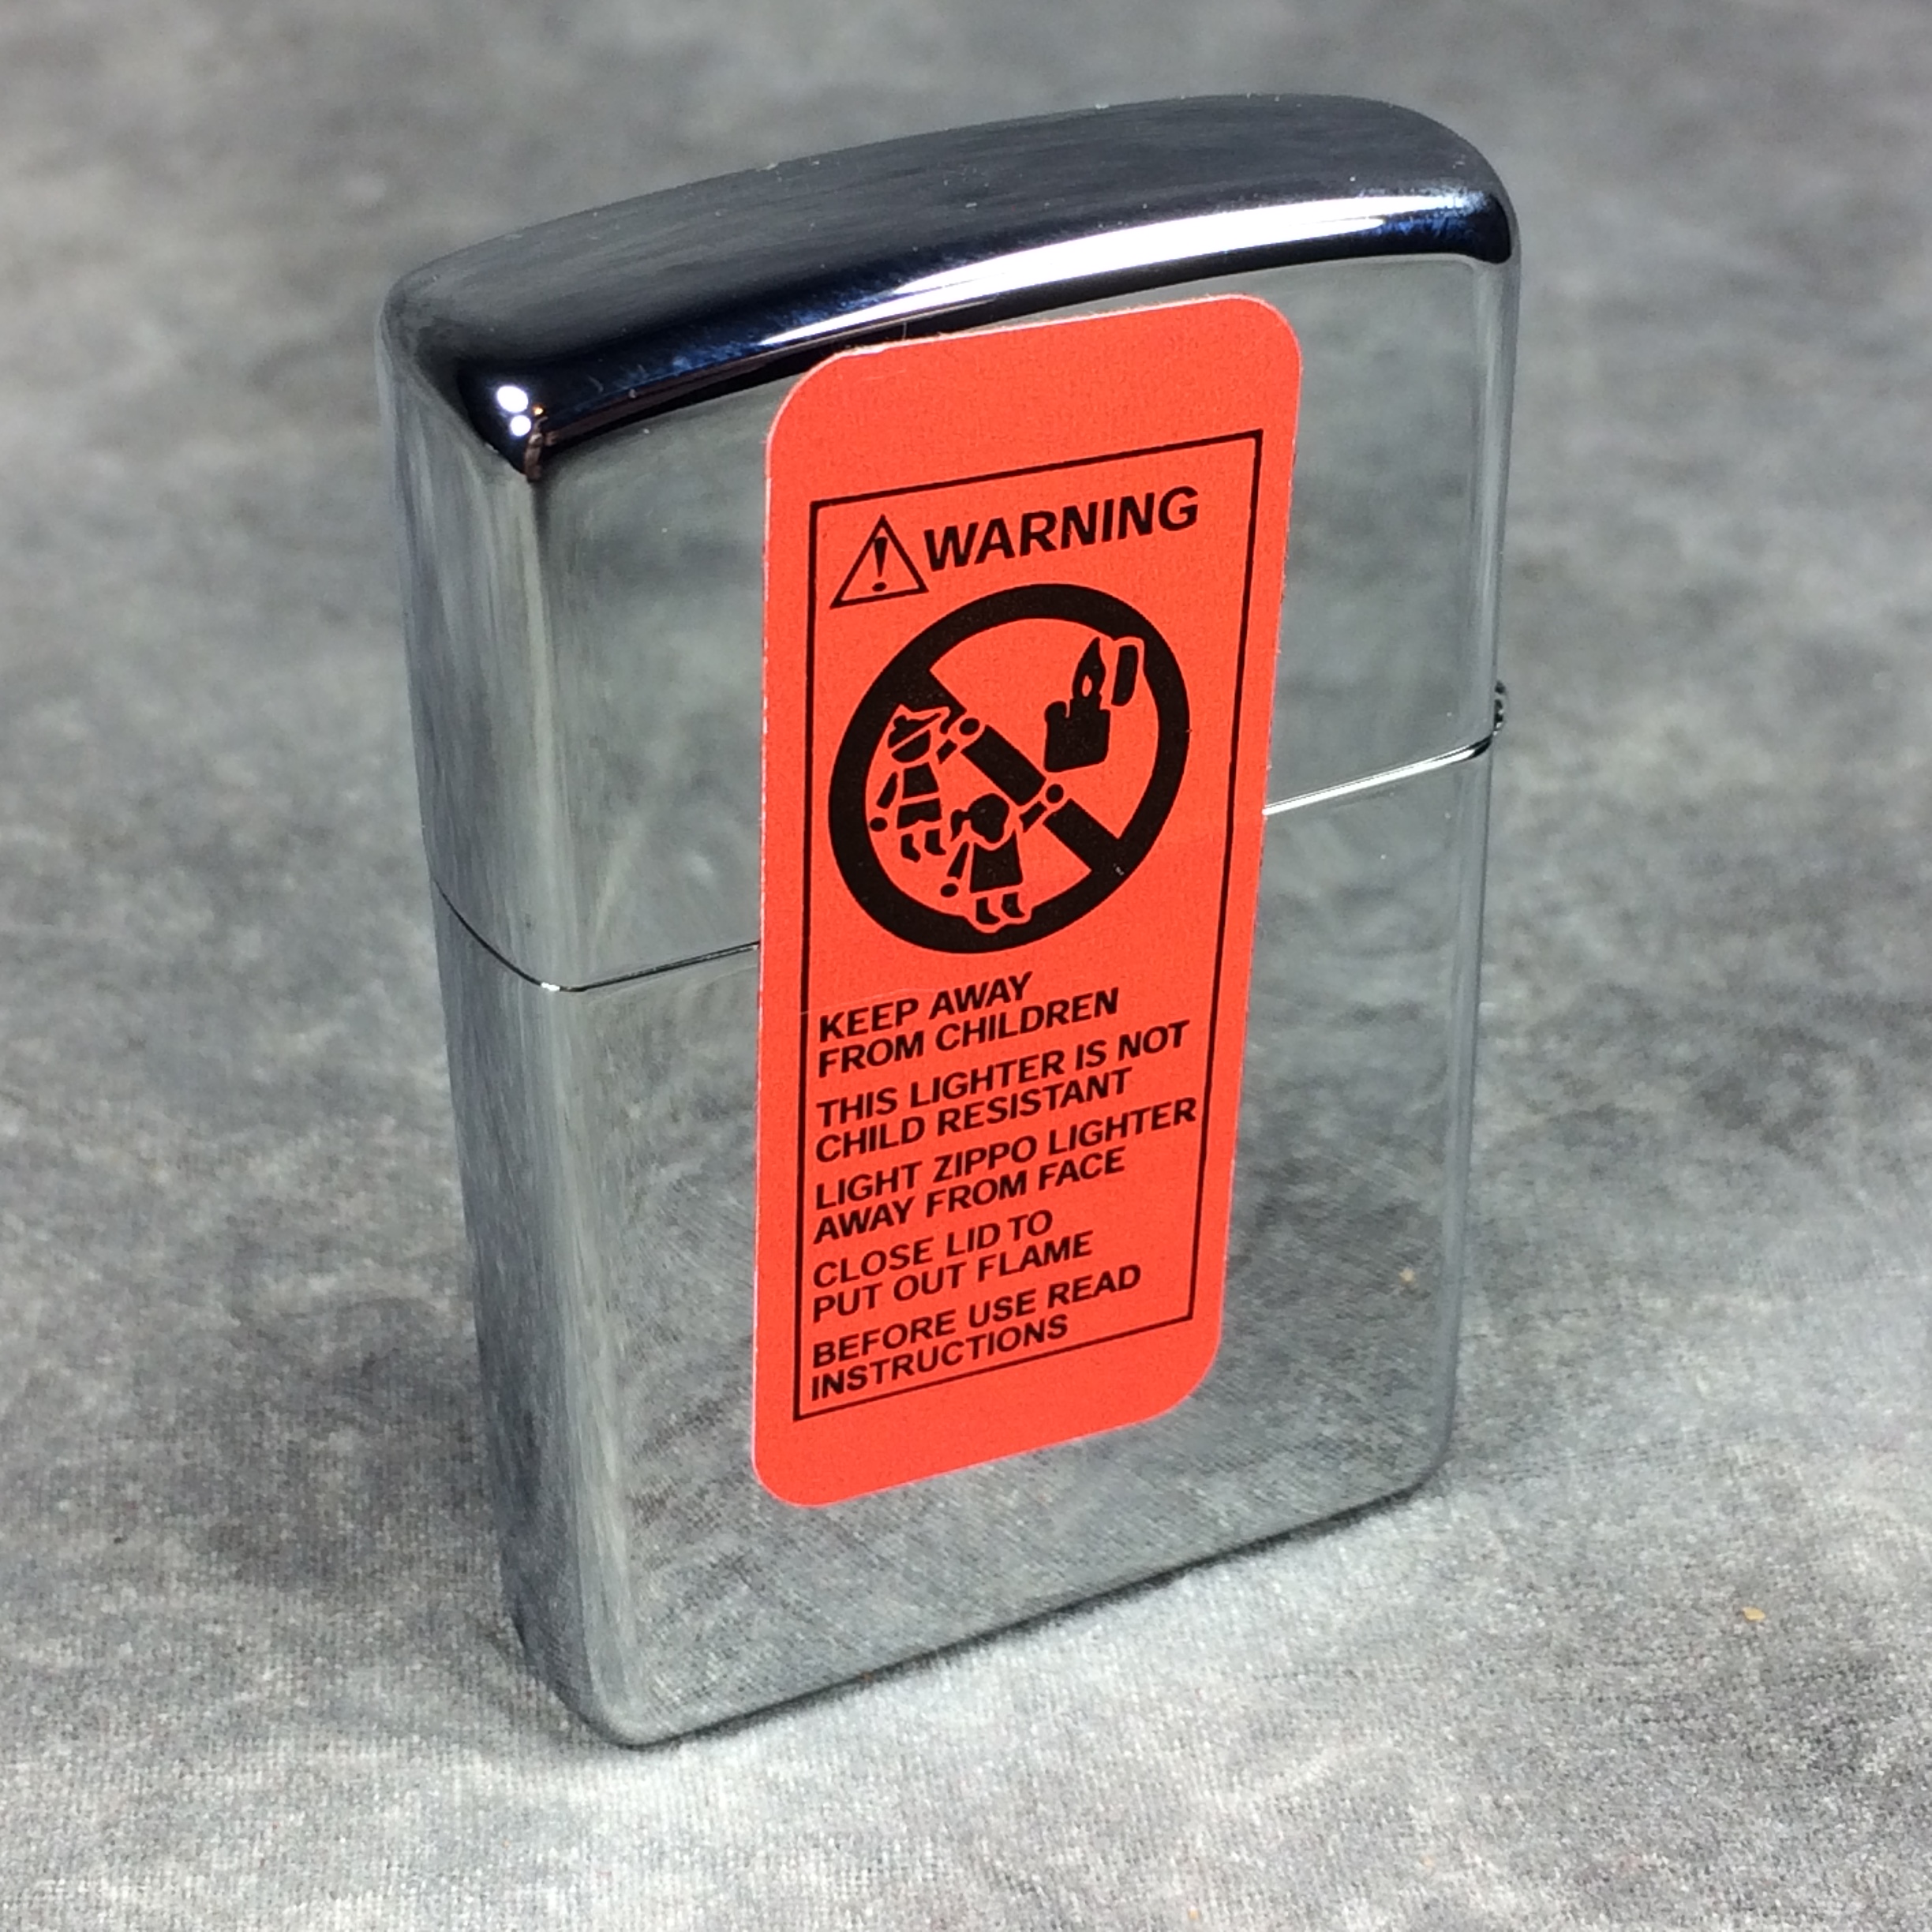 WARNING
KEEP AWAY
FROM CHILDREN
THIS LIGHTER IS NOT
CHILD RESISTANT
LIGHT ZIPPO LIGHTER
AWAY FROM FACE
CLOSE LID TO
PUT OUT FLAME
BEFORE USE READ
INSTRUCTIONS